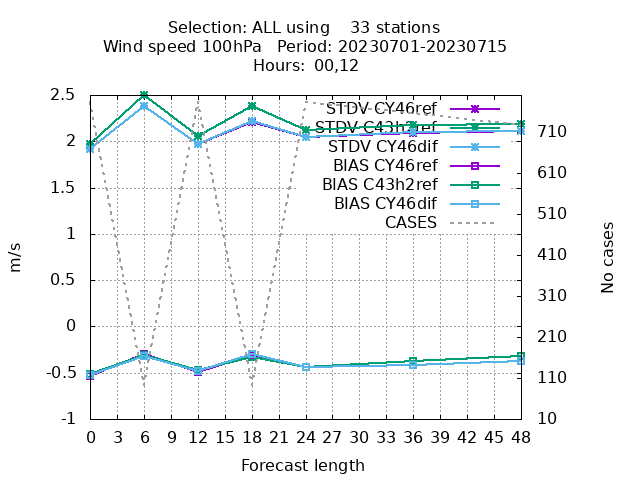 Selection: ALL using    33 stations
Wind speed 100hPa   Period: 20230701-20230715
Hours:  00,12
2.5
2
1.5
1
0.5
0
-0.5
-1
m/s
STDV CY46ref
STDV C43h2ref
STDV CY46dif
BIAS CY46ref
BIAS C43h2ref
BIAS CY46dif
CASES
710
610
510
410
310
210
110
10
No cases
0 3 6 9 12 15 18 21 24 27 30 33 36 39 42 45 48
Forecast length